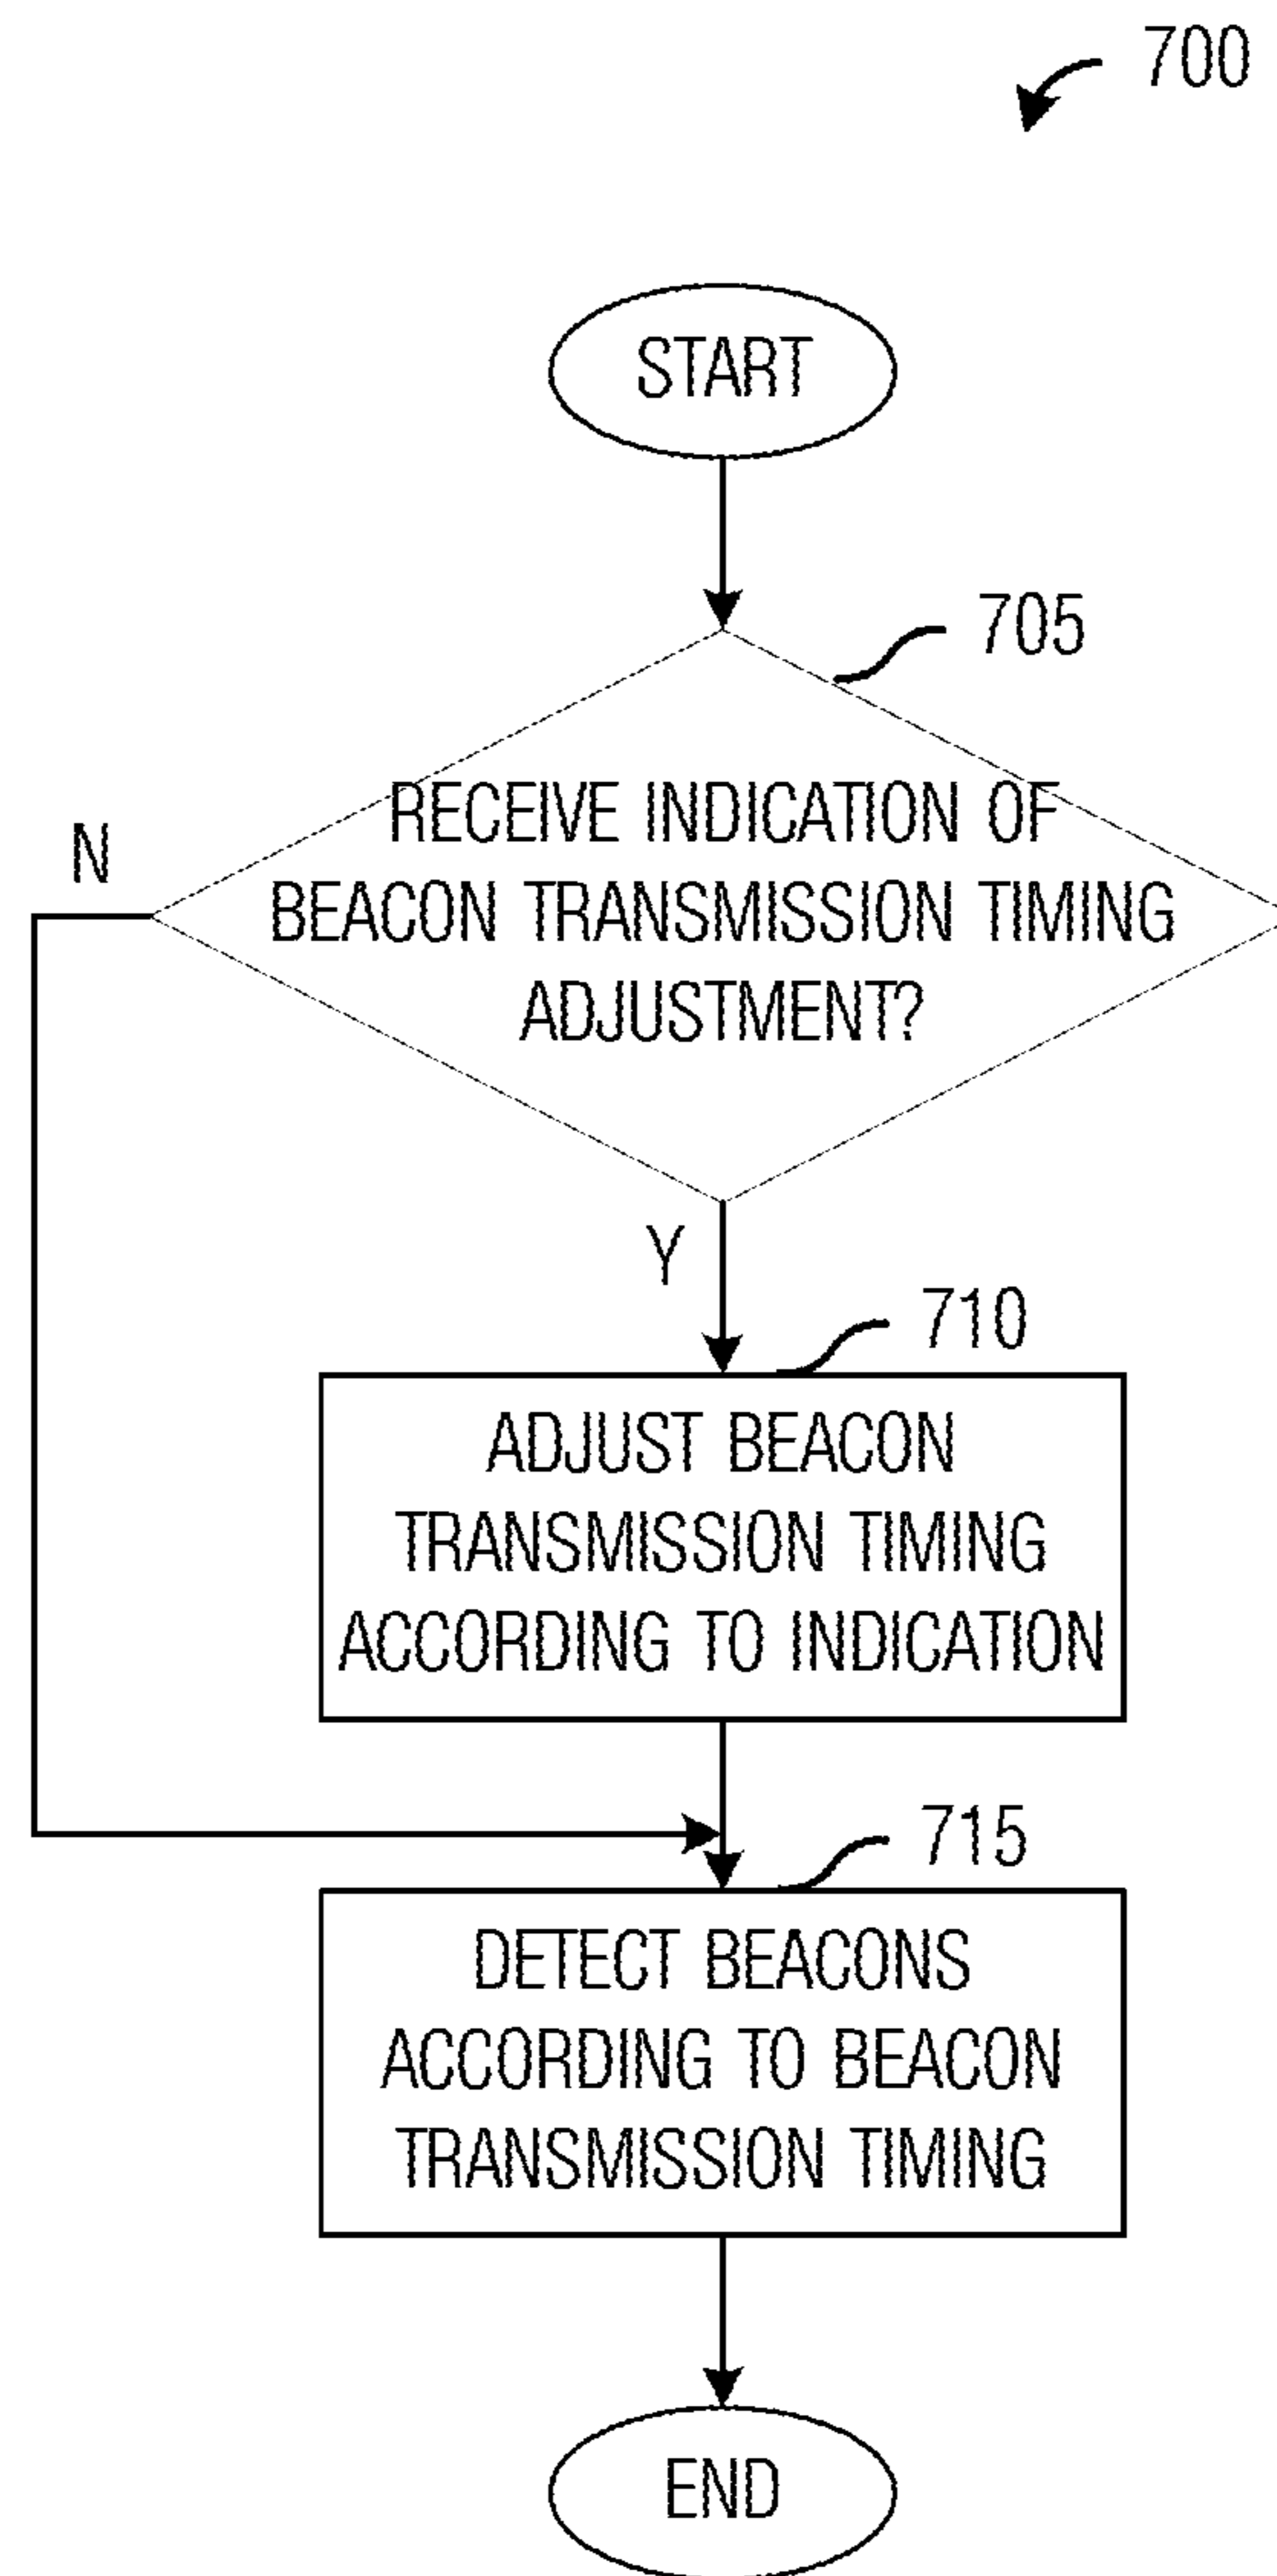 700
START
705
RECEIVE INDICATION OF
BEACON TRANSMISSION TIMING
ADJUSTMENT?
N
Y
710
ADJUST BEACON
TRANSMISSION TIMING
ACCORDING TO INDICATION
715
DETECT BEACONS
ACCORDING TO BEACON
TRANSMISSION TIMING
END